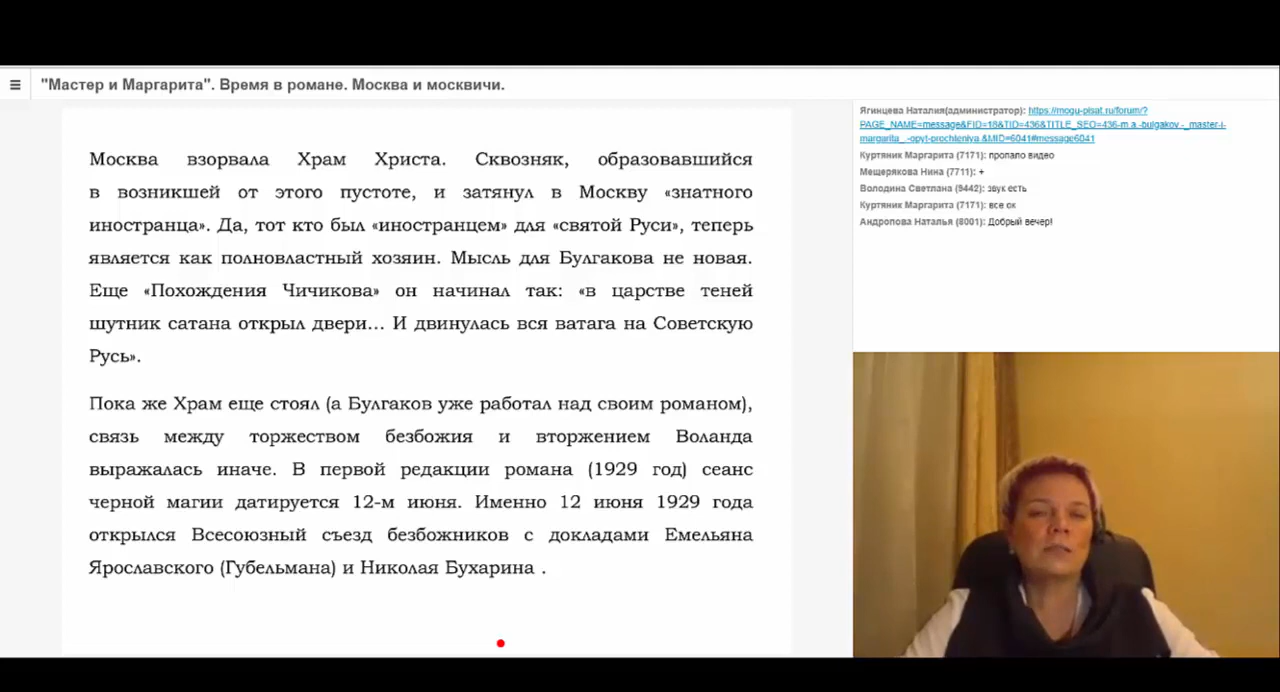 "Мастер и Маргарита". Время в романе. Москва и москвичи.
Москва взорвала Храм Христа. Сквозняк, образовавшийся
в возникшей от этого пустоте, и затянул в Москву «знатного
иностранца». Да, тот кто был «иностранцем» для «святой Руси», теперь
является как полновластный хозяин. Мысль для Булгакова не новая.
Еще «Похождения Чичикова» он начинал так: «в царстве теней
шутник сатана открыл двери... И двинулась вся ватага на Советскую
Русь».
Пока же Храм еще стоял (а Булгаков уже работал над своим романом),
связь между торжеством безбожия и вторжением Воланда
выражалась иначе. В первой редакции романа (1929 год) сеанс
черной магии датируется 12-м июня. Именно 12 июня 1929 года
открылся Всесоюзный съезд безбожников с докладами Емельяна
Ярославского (Губельмана) и Николая Бухарина .
Ягинцева Наталия(администратор): https://mogu-pisat.ru/forum/?
PAGE_NAME=message&FID=18&TID=436&TITLE_SEO=436-m.a.-bulgakov.-_master-i-
margarita_.-opyt-prochteniya.&MID=6041#message6041
Куртяник Маргарита (7171): пропало видео
Мещерякова Нина (7711): +
Володина Светлана (9442): звук есть
Куртяник Маргарита (7171): все ок
Андропова Наталья (8001): Добрый вечер!